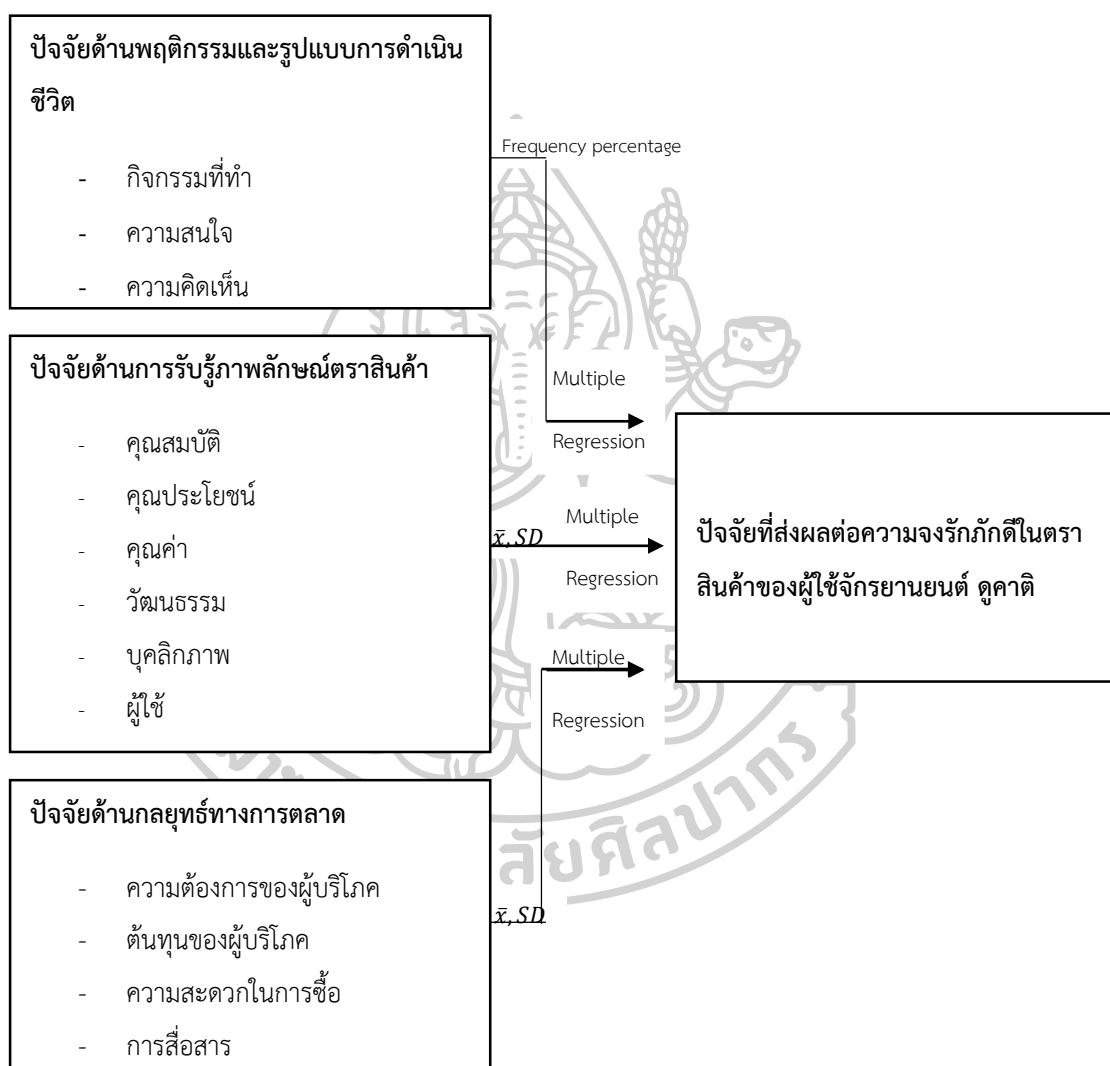 ปัจจัยด้านพฤติกรรมและรูปแบบการดำเนิน
ชีวิต
- กิจกรรมที่ทำ
- ความสนใจ
- ความคิดเห็น
Frequency percentage
Multiple
Regression
ปัจจัยด้านการรับรู้ภาพลักษณ์ตราสินค้า
- คุณสมบัติ
- คุณประโยชน์
- คุณค่า
- วัฒนธรรม
- บุคลิกภาพ
- ผู้ใช้
x̄, SD
Multiple
Regression
ปัจจัยที่ส่งผลต่อความจงรักภักดีในตรา
สินค้าของผู้ใช้จักรยานยนต์ ดูคาติ
Multiple
Regression
ปัจจัยด้านกลยุทธ์ทางการตลาด
- ความต้องการของผู้บริโภค
- ต้นทุนของผู้บริโภค
- ความสะดวกในการซื้อ
- การสื่อสาร
x̄, SD
ลัยศิลปากร